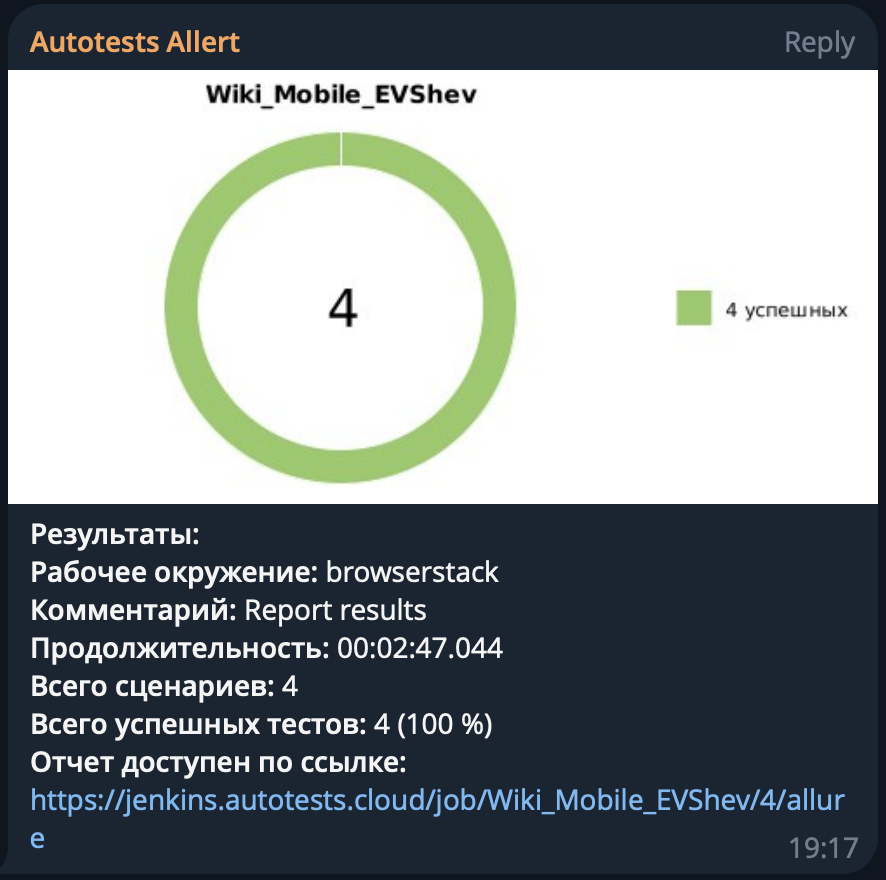 Autotests Allert
Reply
Wiki_Mobile_EVShev
4
4 успешных
Результаты:
Рабочее окружение: browserstack
Комментарий: Report results
Продолжительность: 00:02:47.044
Всего сценариев: 4
Всего успешных тестов: 4 (100 %)
Отчет доступен по ссылке:
https://jenkins.autotests.cloud/job/Wiki_Mobile_EVShev/4/allur
e
19:17